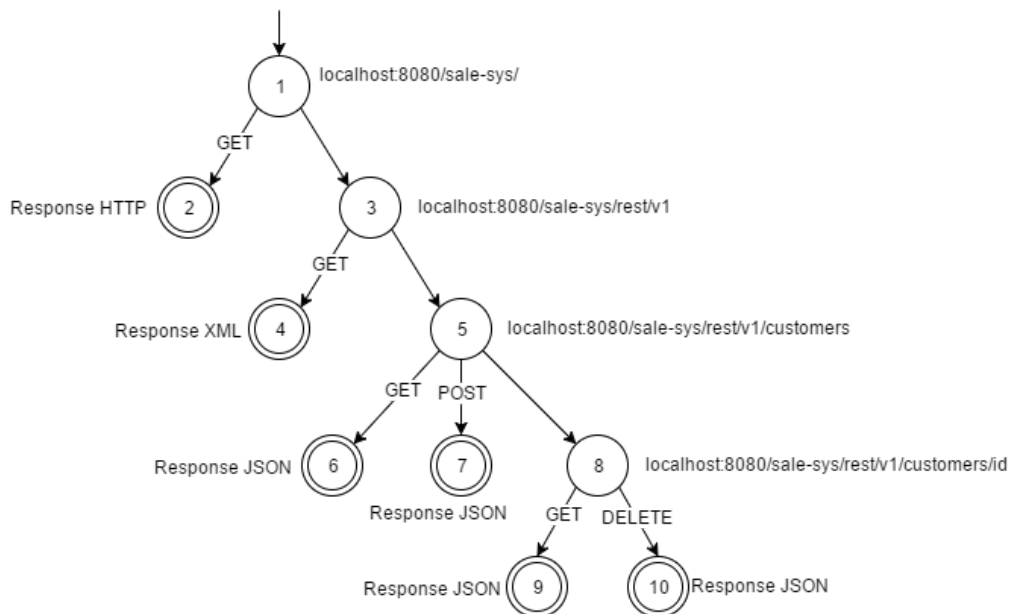 1
localhost:8080/sale-sys/
GET
Response HTTP
2
3
localhost:8080/sale-sys/rest/v1
GET
Response XML
4
5
localhost:8080/sale-sys/rest/v1/customers
GET
POST
Response JSON
6
7
8
localhost:8080/sale-sys/rest/v1/customers/id
Response JSON
GET
DELETE
Response JSON
9
10
Response JSON